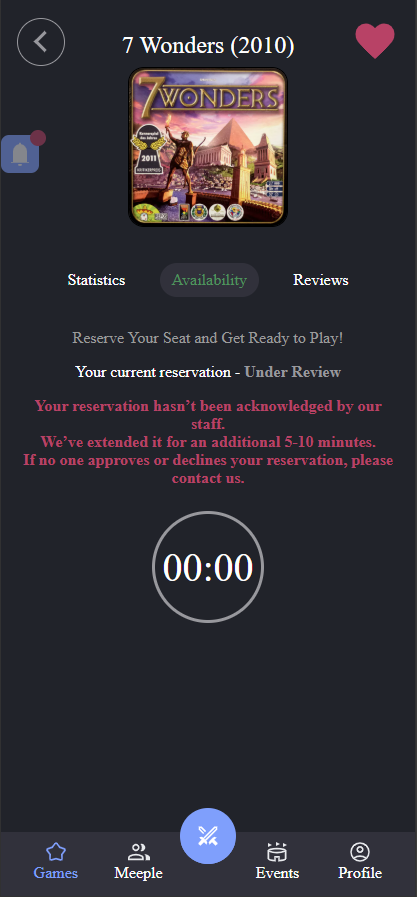 7 Wonders (2010)
7 WONDERS
2011
Statistics
Availability
Reviews
Reserve Your Seat and Get Ready to Play!
Your current reservation - Under Review
Your reservation hasn’t been acknowledged by our
staff.
We’ve extended it for an additional 5-10 minutes.
If no one approves or declines your reservation, please
contact us.
00:00
Games
Meeple
Events
Profile